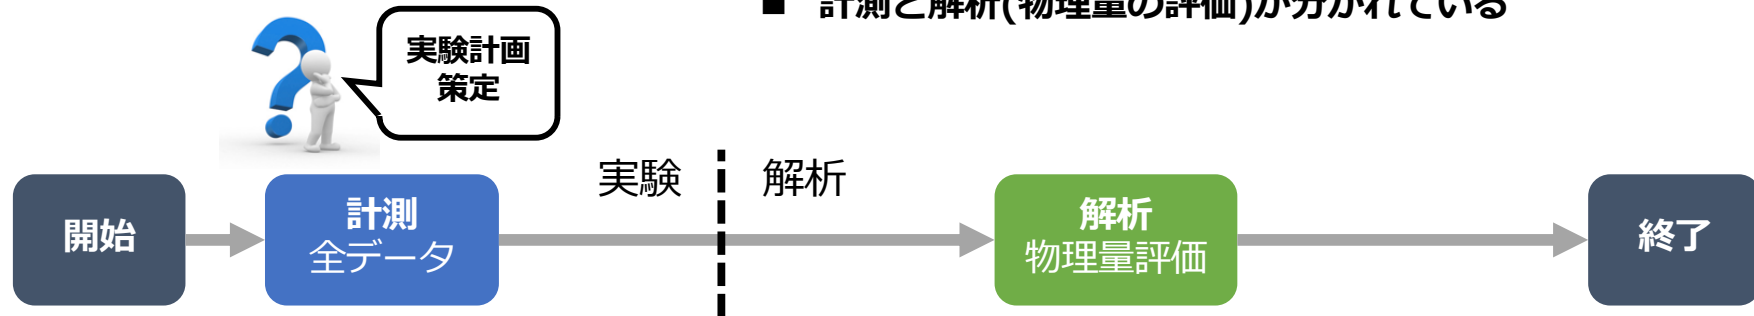 ■ 計測と解析(物理量の評価)が分かれている
実験計画
策定
実験
解析
開始
計測
全データ
解析
物理量評価
終了